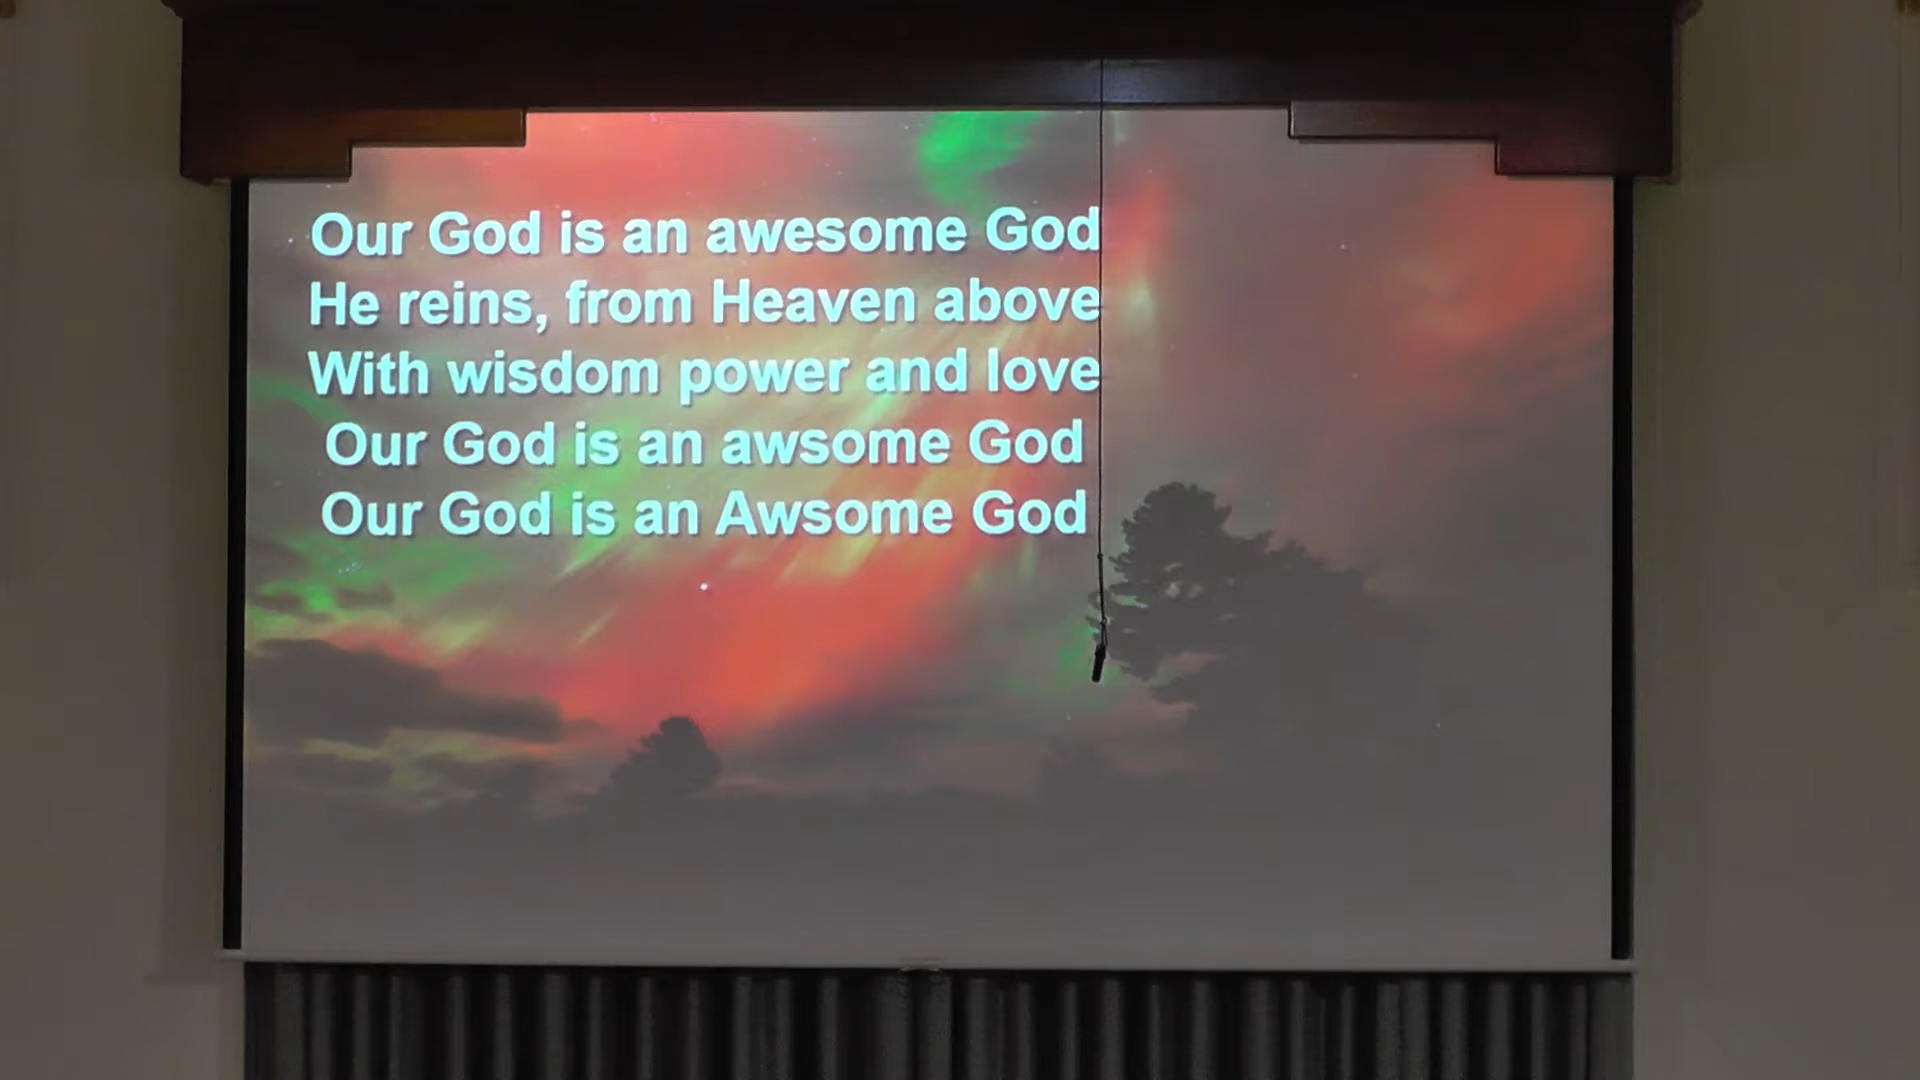 Our God is an awesome God
He reins, from Heaven above
With wisdom power and love
Our God is an awsome God
Our God is an Awsome God